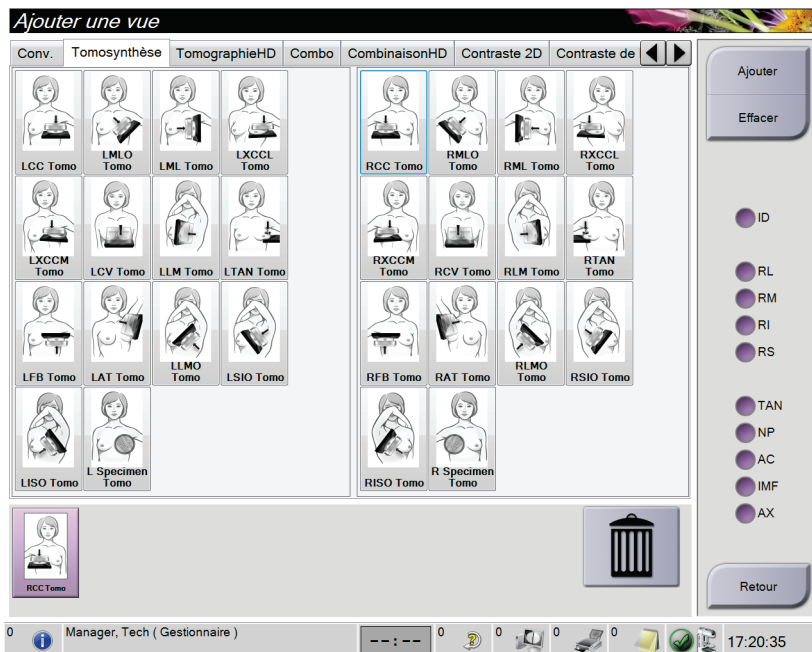 Ajouter une vue
Conv. Tomosynthèse TomographieHD Combo CombinaisonHD Contraste 2D Contraste de
LCC Tomo
LMLO
Tomo
LML Tomo
LXCCL
Tomo
LXCCM
Tomo
LCV Tomo
LLM Tomo
LTAN Tomo
LFB Tomo
LAT Tomo
LLMO
Tomo
LSIO Tomo
LISO Tomo
L Specimen
Tomo
RCC Tomo
RMLO
Tomo
RML Tomo
RXCCL
Tomo
RXCCM
Tomo
RCV Tomo
RLM Tomo
RTAN
Tomo
RFB Tomo
RAT Tomo
RLMO
Tomo
RSIO Tomo
RISO Tomo
R Specimen
Tomo
Ajouter
Effacer
ID
RL
RM
RI
RS
TAN
NP
AC
IMF
AX
Retour
RCC Tomo
0 Manager, Tech ( Gestionnaire ) --:-- 0 0 0 0 17:20:35